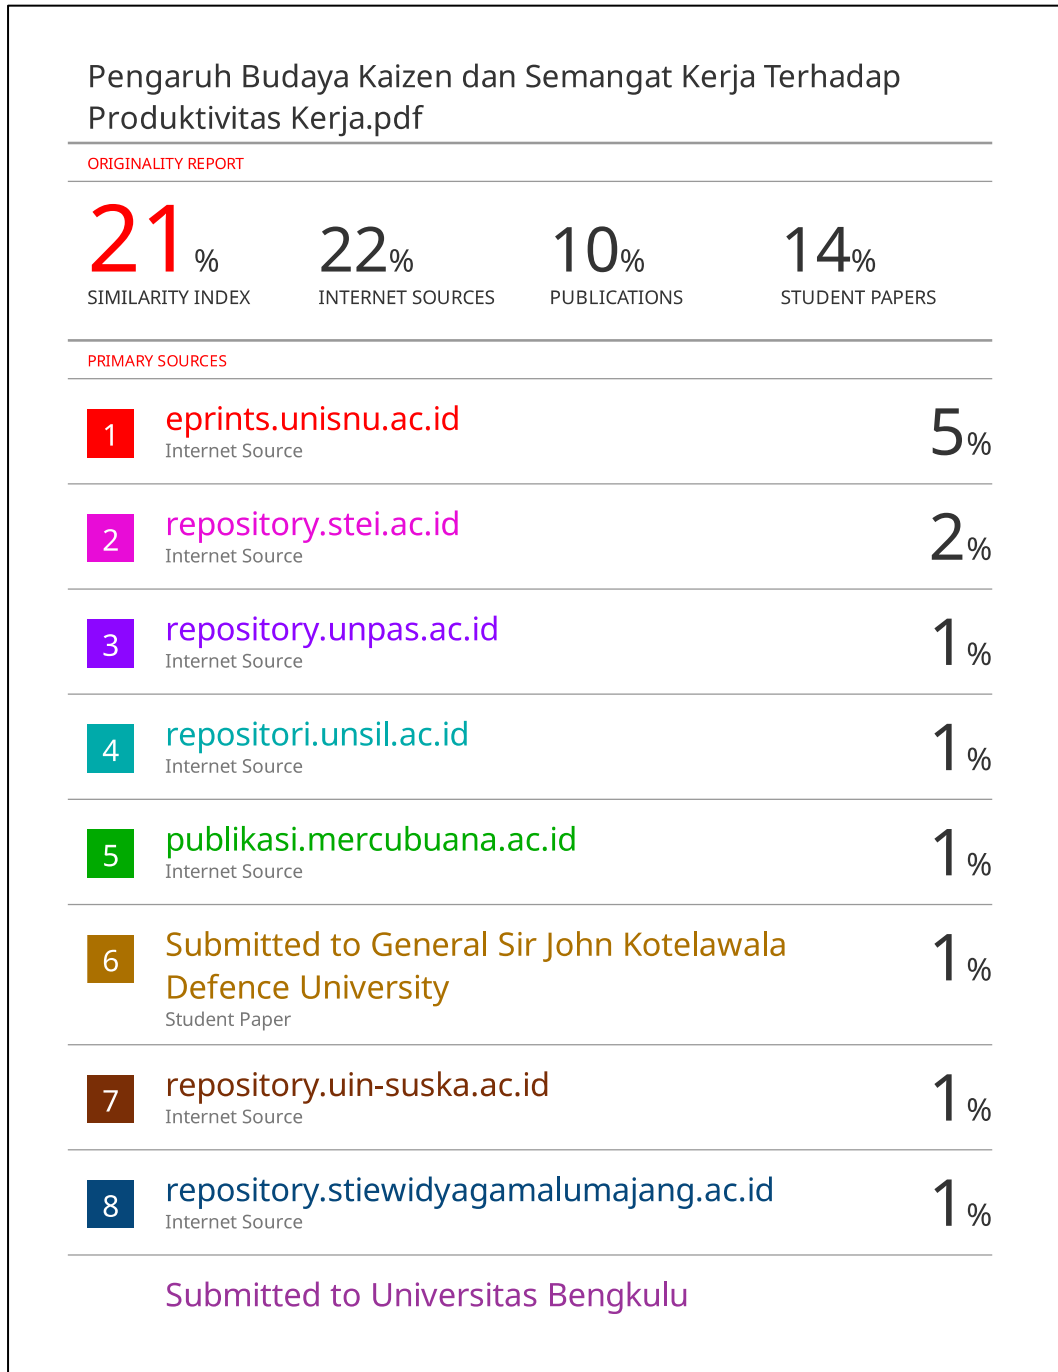 Pengaruh Budaya Kaizen dan Semangat Kerja Terhadap
Produktivitas Kerja.pdf
ORIGINALITY REPORT
21% 22% 10% 14%
SIMILARITY INDEX INTERNET SOURCES PUBLICATIONS STUDENT PAPERS
PRIMARY SOURCES
1 eprints.unisnu.ac.id 5%
Internet Source
2 repository.stei.ac.id 2%
Internet Source
3 repository.unpas.ac.id 1%
Internet Source
4 repositori.unsil.ac.id 1%
Internet Source
5 publikasi.mercubuana.ac.id 1%
Internet Source
6 Submitted to General Sir John Kotelawala 1%
Defence University
Student Paper
7 repository.uin-suska.ac.id 1%
Internet Source
8 repository.stiewidyagamalumajang.ac.id 1%
Internet Source
Submitted to Universitas Bengkulu